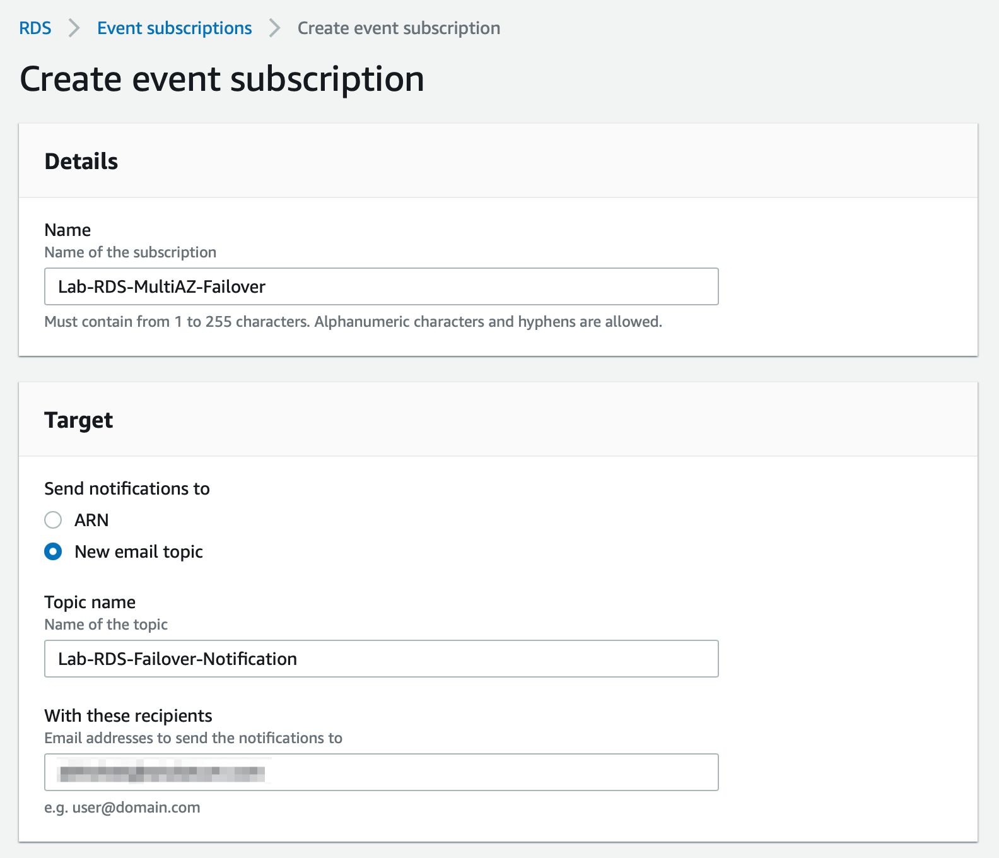 RDS > Event subscriptions > Create event subscription
Create event subscription
Details
Name
Name of the subscription
Lab-RDS-MultiAZ-Failover
Must contain from 1 to 255 characters. Alphanumeric characters and hyphens are allowed.
Target
Send notifications to
ARN
New email topic
Topic name
Name of the topic
Lab-RDS-Failover-Notification
With these recipients
Email addresses to send the notifications to
e.g. user@domain.com